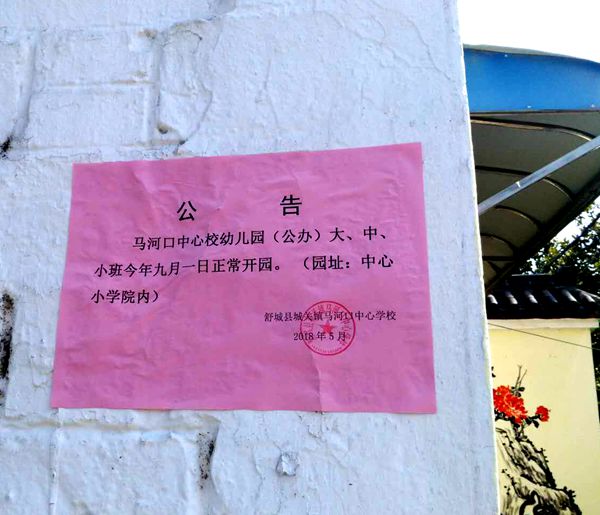 公 告
马河口中心校幼儿园（公办）大、中、
小班今年九月一日正常开园。（园址：中心
小学院内）
舒城县城关镇马河口中心学校
2018年5月